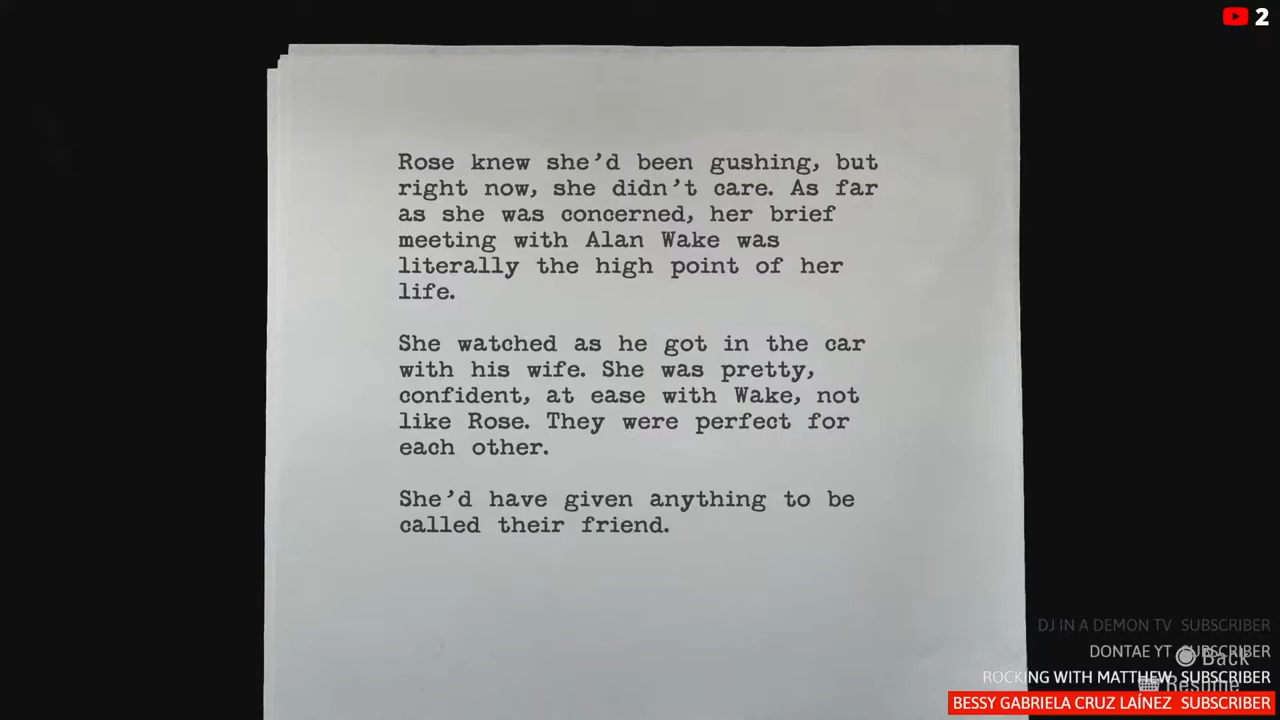 2
Rose knew she’d been gushing, but
right now, she didn’t care. As far
as she was concerned, her brief
meeting with Alan Wake was
literally the high point of her
life.
She watched as he got in the car
with his wife. She was pretty,
confident, at ease with Wake, not
like Rose. They were perfect for
each other.
She’d have given anything to be
called their friend.
DJ IN A DEMON TV SUBSCRIBER
DONTAE YT SUBSCRIBER
Back
ROCKING WITH MATTHEW SUBSCRIBER
Resume
BESSY GABRIELA CRUZ LAÍNEZ SUBSCRIBER